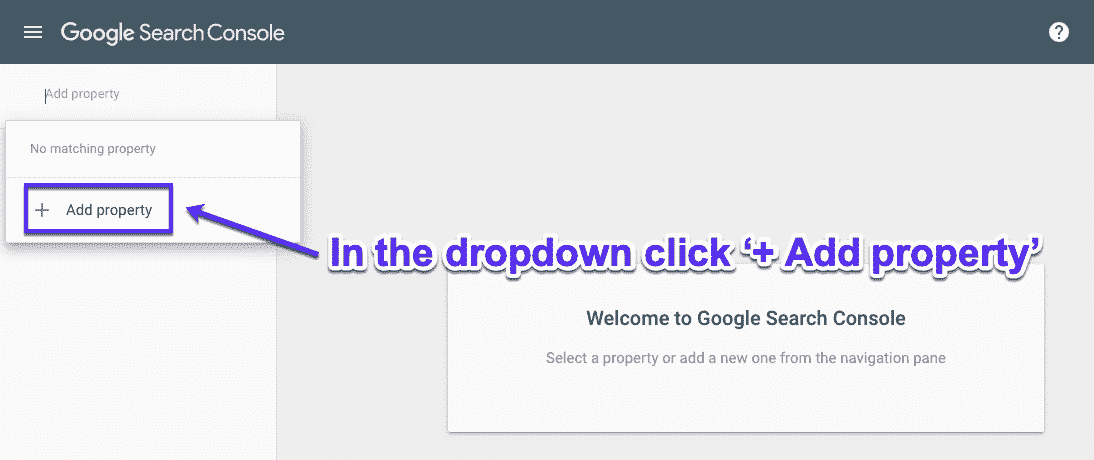 Google Search Console
Add property
No matching property
+ Add property
In the dropdown click ‘+ Add property’
Welcome to Google Search Console
Select a property or add a new one from the navigation pane